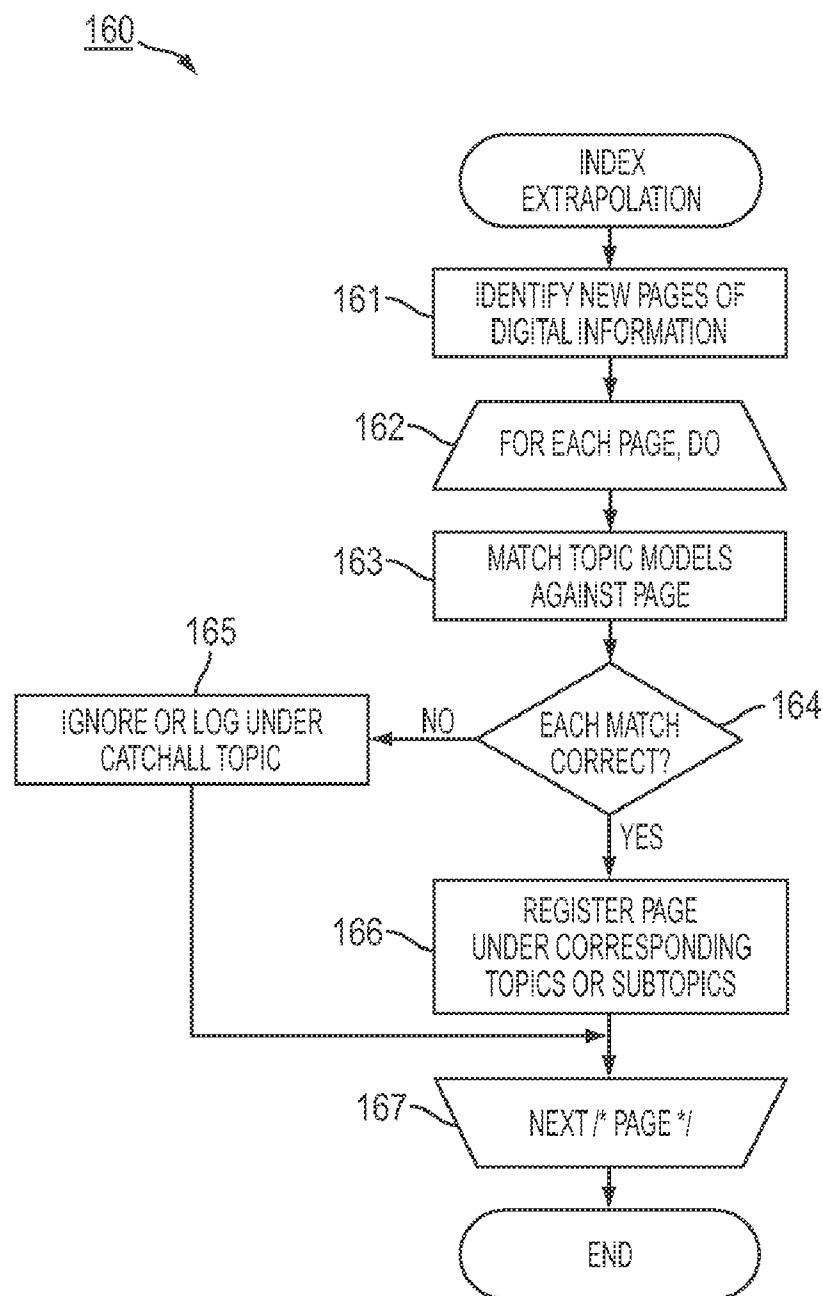 160
INDEX
EXTRAPOLATION
161
IDENTIFY NEW PAGES OF
DIGITAL INFORMATION
162
FOR EACH PAGE, DO
163
MATCH TOPIC MODELS
AGAINST PAGE
165
IGNORE OR LOG UNDER
CATCHALL TOPIC
NO
EACH MATCH
CORRECT?
164
YES
166
REGISTER PAGE
UNDER CORRESPONDING
TOPICS OR SUBTOPICS
167
NEXT /* PAGE */
END